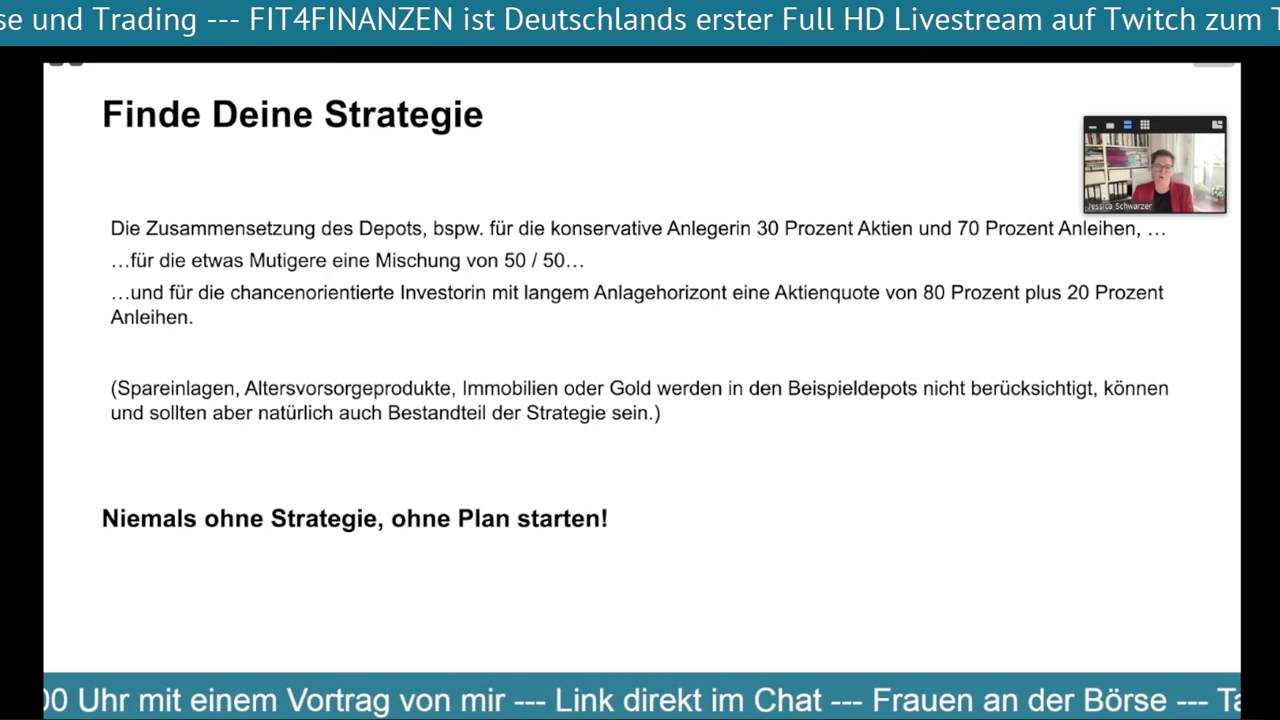 se und Trading --- FIT4FINANZEN ist Deutschlands erster Full HD Livestream auf Twitch zum T
Finde Deine Strategie
Jessica Schwarzer
Die Zusammensetzung des Depots, bspw. für die konservative Anlegerin 30 Prozent Aktien und 70 Prozent Anleihen, …
…für die etwas Mutigere eine Mischung von 50 / 50…
…und für die chancenorientierte Investorin mit langem Anlagehorizont eine Aktienquote von 80 Prozent plus 20 Prozent
Anleihen.
(Spareinlagen, Altersvorsorgeprodukte, Immobilien oder Gold werden in den Beispieldepots nicht berücksichtigt, können
und sollten aber natürlich auch Bestandteil der Strategie sein.)
Niemals ohne Strategie, ohne Plan starten!
00 Uhr mit einem Vortrag von mir --- Link direkt im Chat --- Frauen an der Börse --- Ta